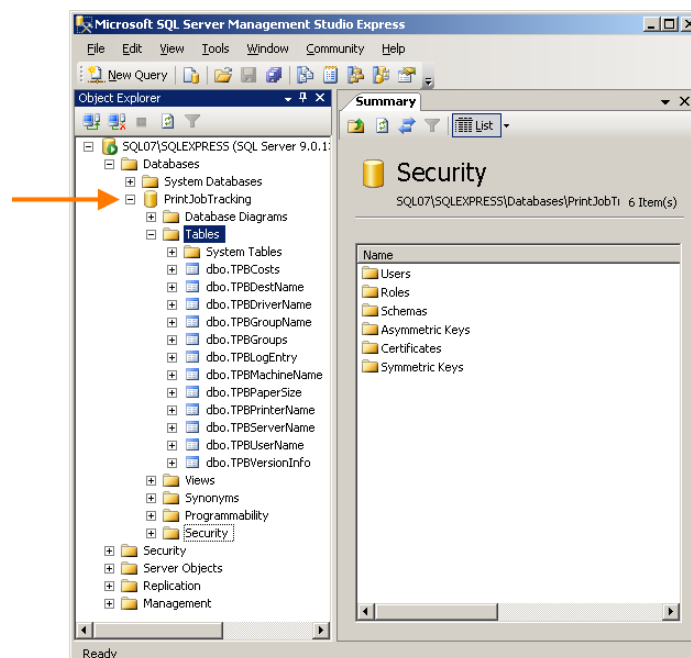 Microsoft SQL Server Management Studio Express
File Edit View Tools Window Community Help
New Query
Object Explorer
SQL07\SQLEXPRESS (SQL Server 9.0.1
Databases
System Databases
PrintJobTracking
Database Diagrams
Tables
System Tables
dbo.TPBCosts
dbo.TPBDestName
dbo.TPBDriverName
dbo.TPBGroupName
dbo.TPBGroups
dbo.TPBLogEntry
dbo.TPBMachineName
dbo.TPBPaperSize
dbo.TPBPrinterName
dbo.TPBServerName
dbo.TPBUserName
dbo.TPBVersionInfo
Views
Synonyms
Programmability
Security
Security
Server Objects
Replication
Management
Summary
List
Security
SQL07\SQLEXPRESS\Databases\PrintJobTr 6 Item(s)
Name
Users
Roles
Schemas
Asymmetric Keys
Certificates
Symmetric Keys
Ready